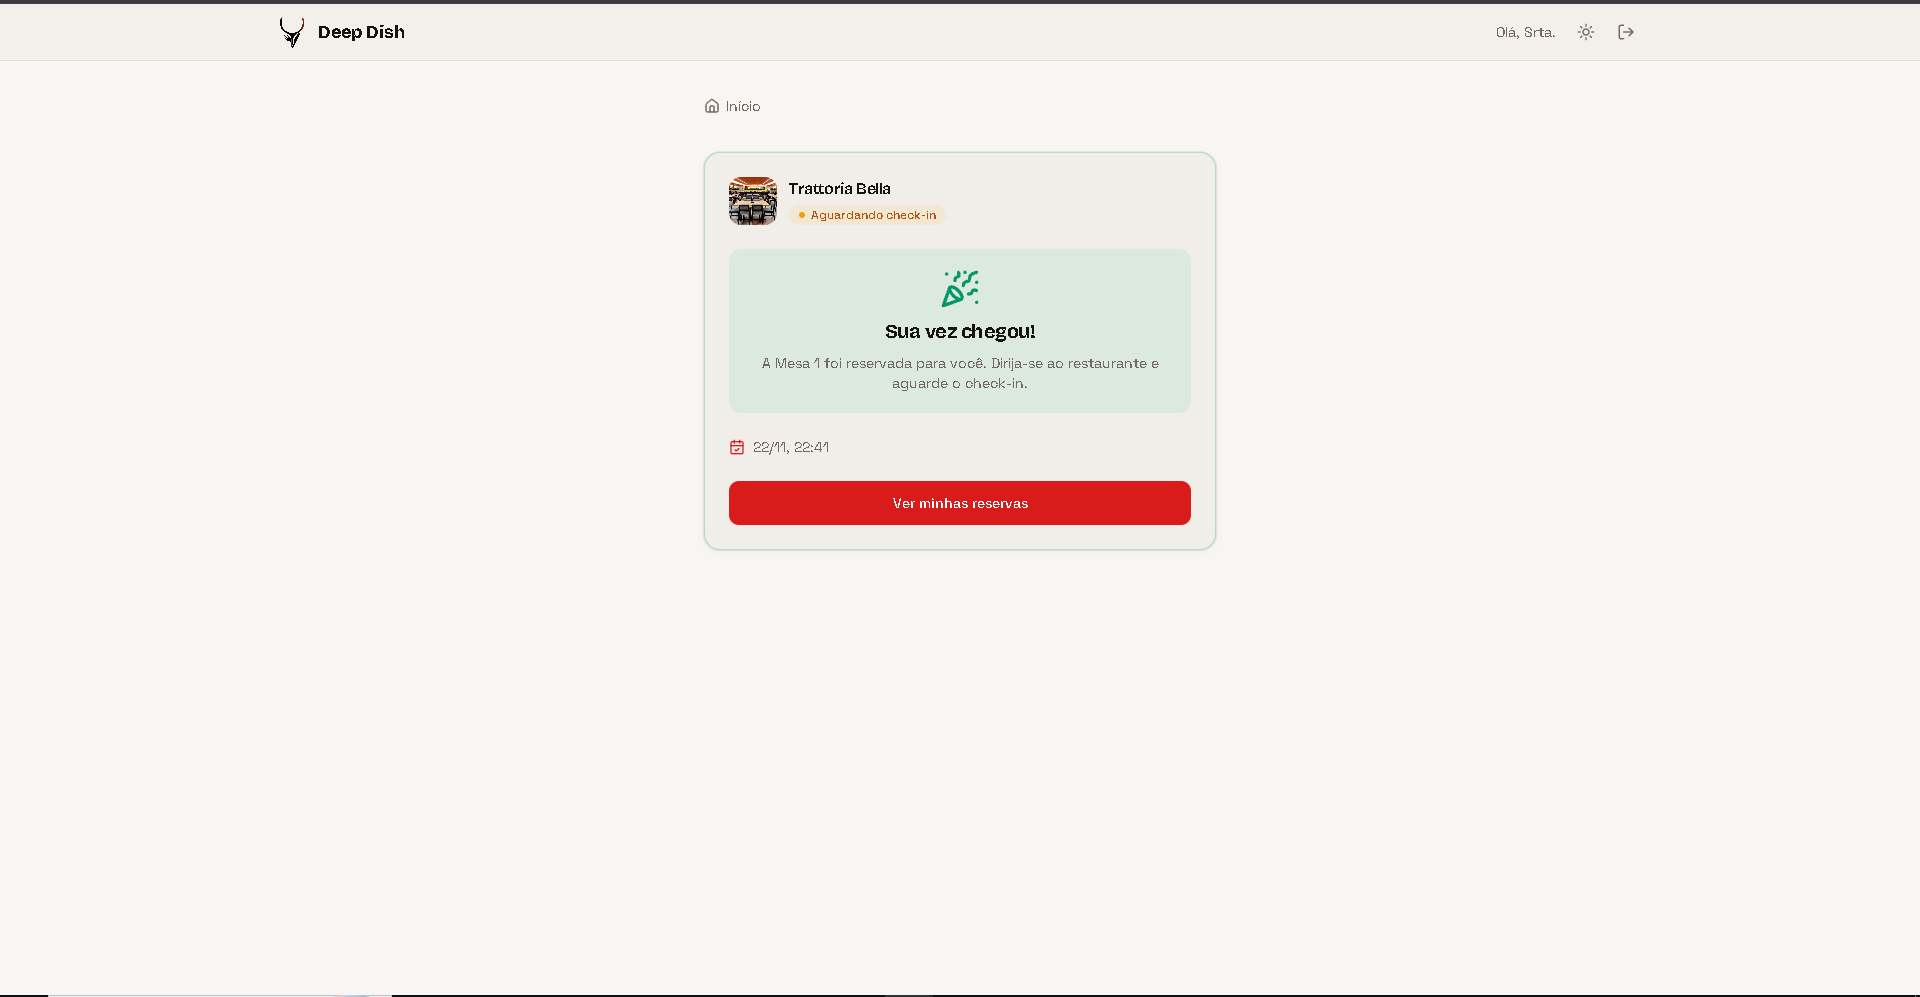 Deep Dish
Olá, Srta.
Início
Trattoria Bella
Aguardando check-in
Sua vez chegou!
A Mesa 1 foi reservada para você. Dirija-se ao restaurante e
aguarde o check-in.
22/11, 22:41
Ver minhas reservas